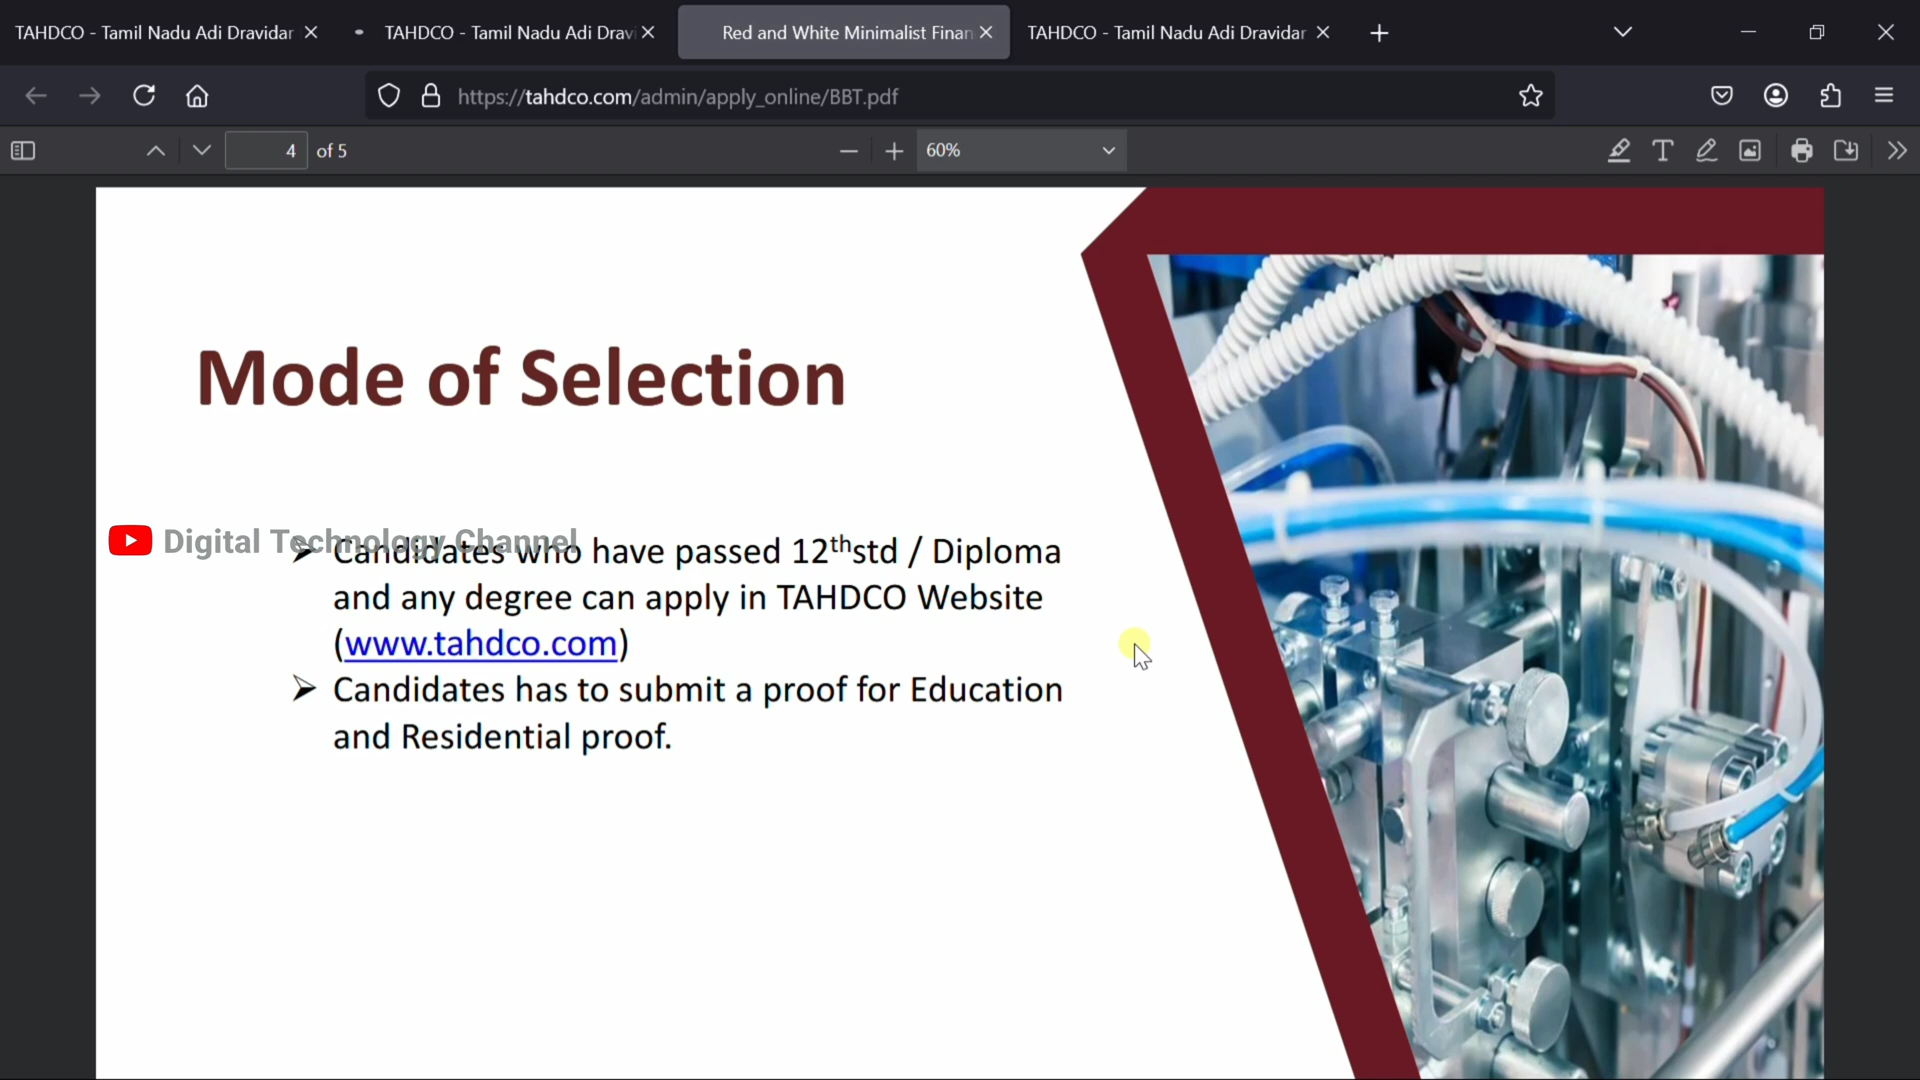 TAHDCO - Tamil Nadu Adi Dravidar
TAHDCO - Tamil Nadu Adi Dravi
Red and White Minimalist Finan
TAHDCO - Tamil Nadu Adi Dravidar
https://tahdco.com/admin/apply_online/BBT.pdf
4 of 5
60%
Mode of Selection
Digital Technology Channel
➢ Candidates who have passed 12thstd / Diploma
and any degree can apply in TAHDCO Website
(www.tahdco.com)
➢ Candidates has to submit a proof for Education
and Residential proof.